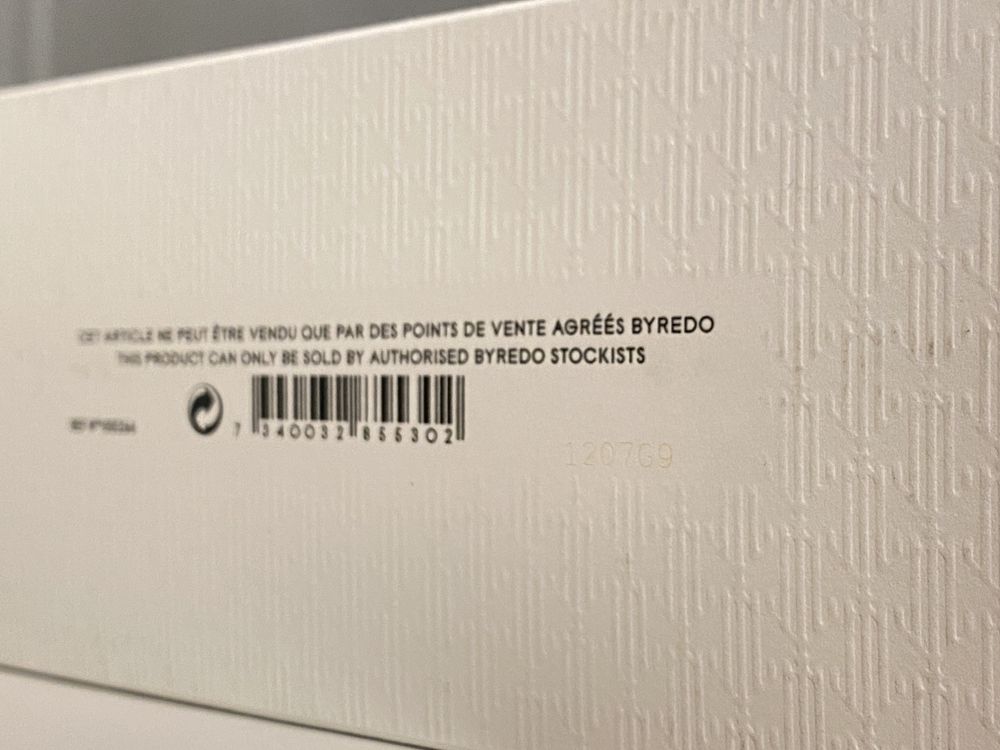 CET ARTICLE NE PEUT ÊTRE VENDU QUE PAR DES POINTS DE VENTE AGRÉÉS BYREDO
THIS PRODUCT CAN ONLY BE SOLD BY AUTHORISED BYREDO STOCKISTS
7 340032 855302
1207G9